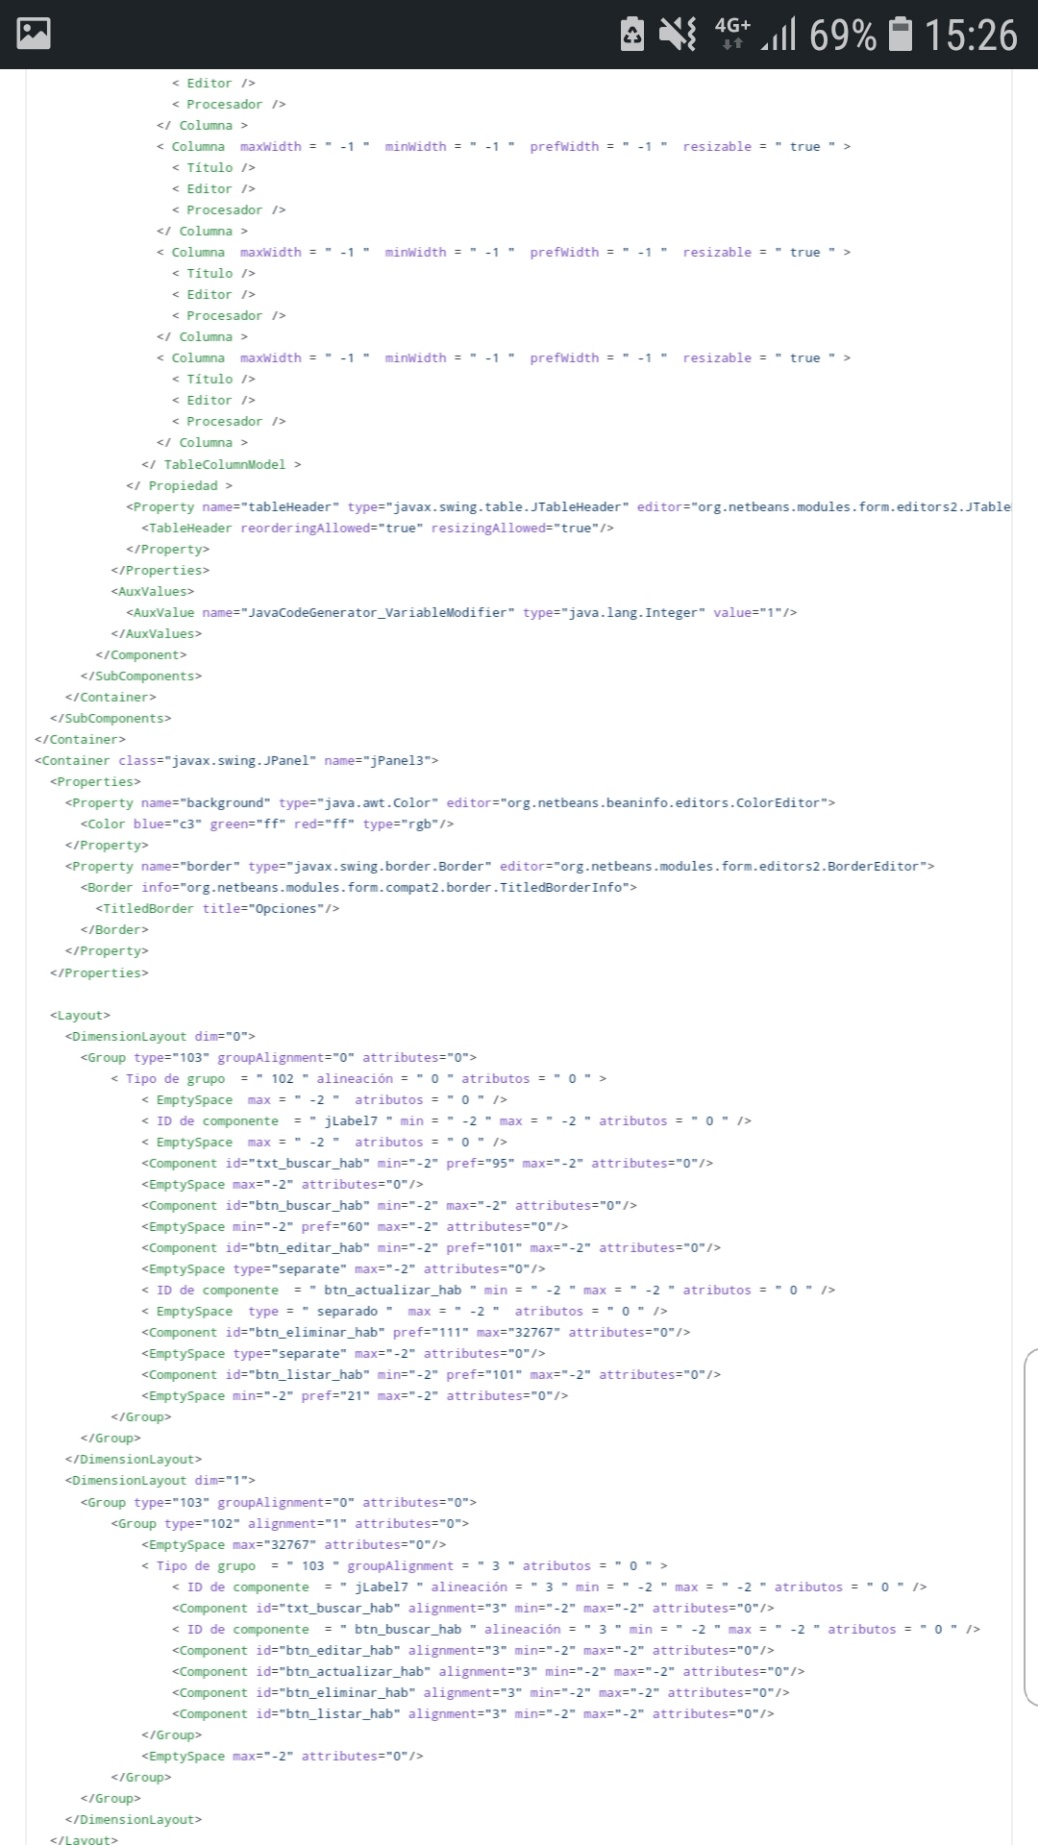 4G+ 69% 15:26
< Editor />
< Procesador />
</ Columna >
< Columna maxWidth = " -1 " minWidth = " -1 " prefWidth = " -1 " resizable = " true " >
< Título />
< Editor />
< Procesador />
</ Columna >
< Columna maxWidth = " -1 " minWidth = " -1 " prefWidth = " -1 " resizable = " true " >
< Título />
< Editor />
< Procesador />
</ Columna >
< Columna maxWidth = " -1 " minWidth = " -1 " prefWidth = " -1 " resizable = " true " >
< Título />
< Editor />
< Procesador />
</ Columna >
</ TableColumnModel >
</ Propiedad >
<Property name="tableHeader" type="javax.swing.table.JTableHeader" editor="org.netbeans.modules.form.editors2.JTable
<TableHeader reorderingAllowed="true" resizingAllowed="true"/>
</Property>
</Properties>
<AuxValues>
<AuxValue name="JavaCodeGenerator_VariableModifier" type="java.lang.Integer" value="1"/>
</AuxValues>
</Component>
</SubComponents>
</Container>
</SubComponents>
</Container>
<Container class="javax.swing.JPanel" name="jPanel3">
<Properties>
<Property name="background" type="java.awt.Color" editor="org.netbeans.beaninfo.editors.ColorEditor">
<Color blue="c3" green="ff" red="ff" type="rgb"/>
</Property>
<Property name="border" type="javax.swing.border.Border" editor="org.netbeans.modules.form.editors2.BorderEditor">
<Border info="org.netbeans.modules.form.compat2.border.TitledBorderInfo">
<TitledBorder title="Opciones"/>
</Border>
</Property>
</Properties>
<Layout>
<DimensionLayout dim="0">
<Group type="103" groupAlignment="0" attributes="0">
< Tipo de grupo = " 102 " alineación = " 0 " atributos = " 0 " >
< EmptySpace max = " -2 " atributos = " 0 " />
< ID de componente = " jLabel7 " min = " -2 " max = " -2 " atributos = " 0 " />
< EmptySpace max = " -2 " atributos = " 0 " />
<Component id="txt_buscar_hab" min="-2" pref="95" max="-2" attributes="0"/>
<EmptySpace max="-2" attributes="0"/>
<Component id="btn_buscar_hab" min="-2" max="-2" attributes="0"/>
<EmptySpace min="-2" pref="60" max="-2" attributes="0"/>
<Component id="btn_editar_hab" min="-2" pref="101" max="-2" attributes="0"/>
<EmptySpace type="separate" max="-2" attributes="0"/>
< ID de componente = " btn_actualizar_hab " min = " -2 " max = " -2 " atributos = " 0 " />
< EmptySpace type = " separado " max = " -2 " atributos = " 0 " />
<Component id="btn_eliminar_hab" pref="111" max="32767" attributes="0"/>
<EmptySpace type="separate" max="-2" attributes="0"/>
<Component id="btn_listar_hab" min="-2" pref="101" max="-2" attributes="0"/>
<EmptySpace min="-2" pref="21" max="-2" attributes="0"/>
</Group>
</Group>
</DimensionLayout>
<DimensionLayout dim="1">
<Group type="103" groupAlignment="0" attributes="0">
<Group type="102" alignment="1" attributes="0">
<EmptySpace max="32767" attributes="0"/>
< Tipo de grupo = " 103 " groupAlignment = " 3 " atributos = " 0 " >
< ID de componente = " jLabel7 " alineación = " 3 " min = " -2 " max = " -2 " atributos = " 0 " />
<Component id="txt_buscar_hab" alignment="3" min="-2" max="-2" attributes="0"/>
< ID de componente = " btn_buscar_hab " alineación = " 3 " min = " -2 " max = " -2 " atributos = " 0 " />
<Component id="btn_editar_hab" alignment="3" min="-2" max="-2" attributes="0"/>
<Component id="btn_actualizar_hab" alignment="3" min="-2" max="-2" attributes="0"/>
<Component id="btn_eliminar_hab" alignment="3" min="-2" max="-2" attributes="0"/>
<Component id="btn_listar_hab" alignment="3" min="-2" max="-2" attributes="0"/>
</Group>
<EmptySpace max="-2" attributes="0"/>
</Group>
</Group>
</DimensionLayout>
</Layout>